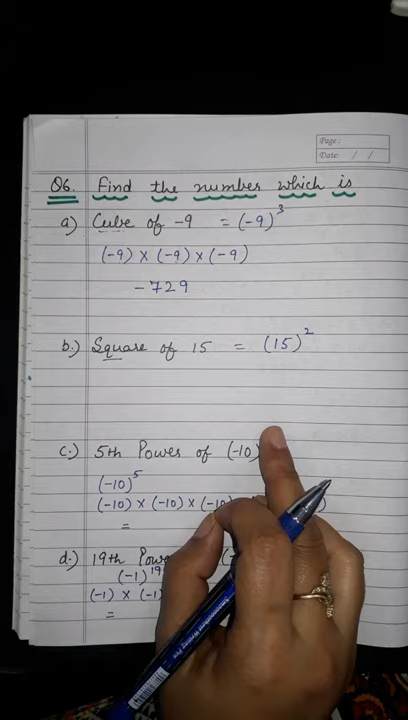 Page:
Date: / /
Q6. Find the number which is
a) Cube of -9 = (-9)³
(-9) × (-9) × (-9)
-729
b.) Square of 15 = (15)²
c.) 5th Power of (-10)
(-10)⁵
(-10) × (-10) × (-10)
=
d.) 19th
(-1)¹⁹
(-1) × (-1)
=